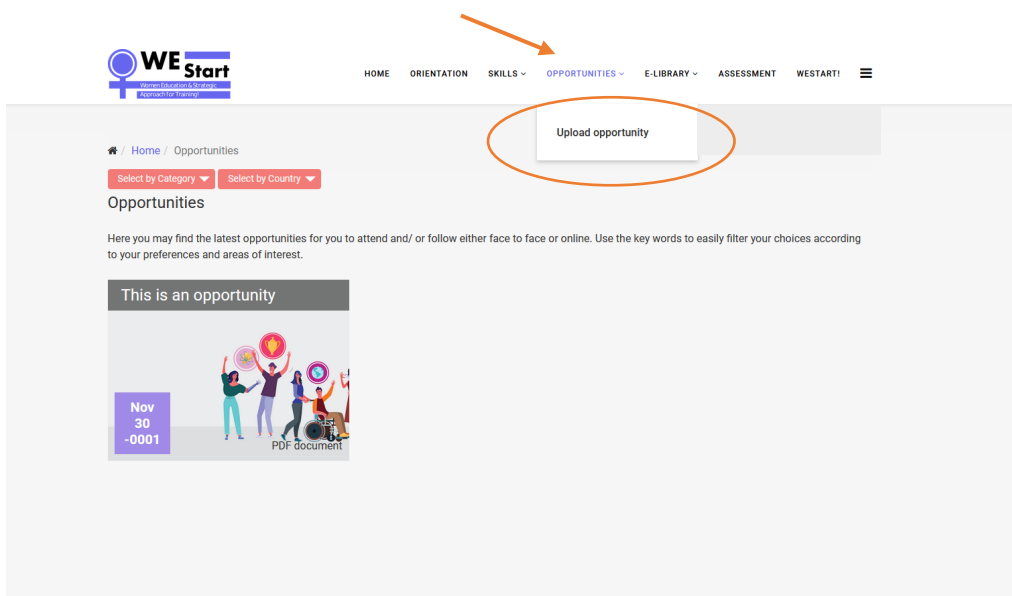 WE
Start
Women Education & Strategic
Approach for Training!
HOME ORIENTATION SKILLS OPPORTUNITIES E-LIBRARY ASSESSMENT WESTART!
Upload opportunity
/ Home / Opportunities
Select by Category Select by Country
Opportunities
Here you may find the latest opportunities for you to attend and/ or follow either face to face or online. Use the key words to easily filter your choices according
to your preferences and areas of interest.
This is an opportunity
Nov
30
-0001
PDF document